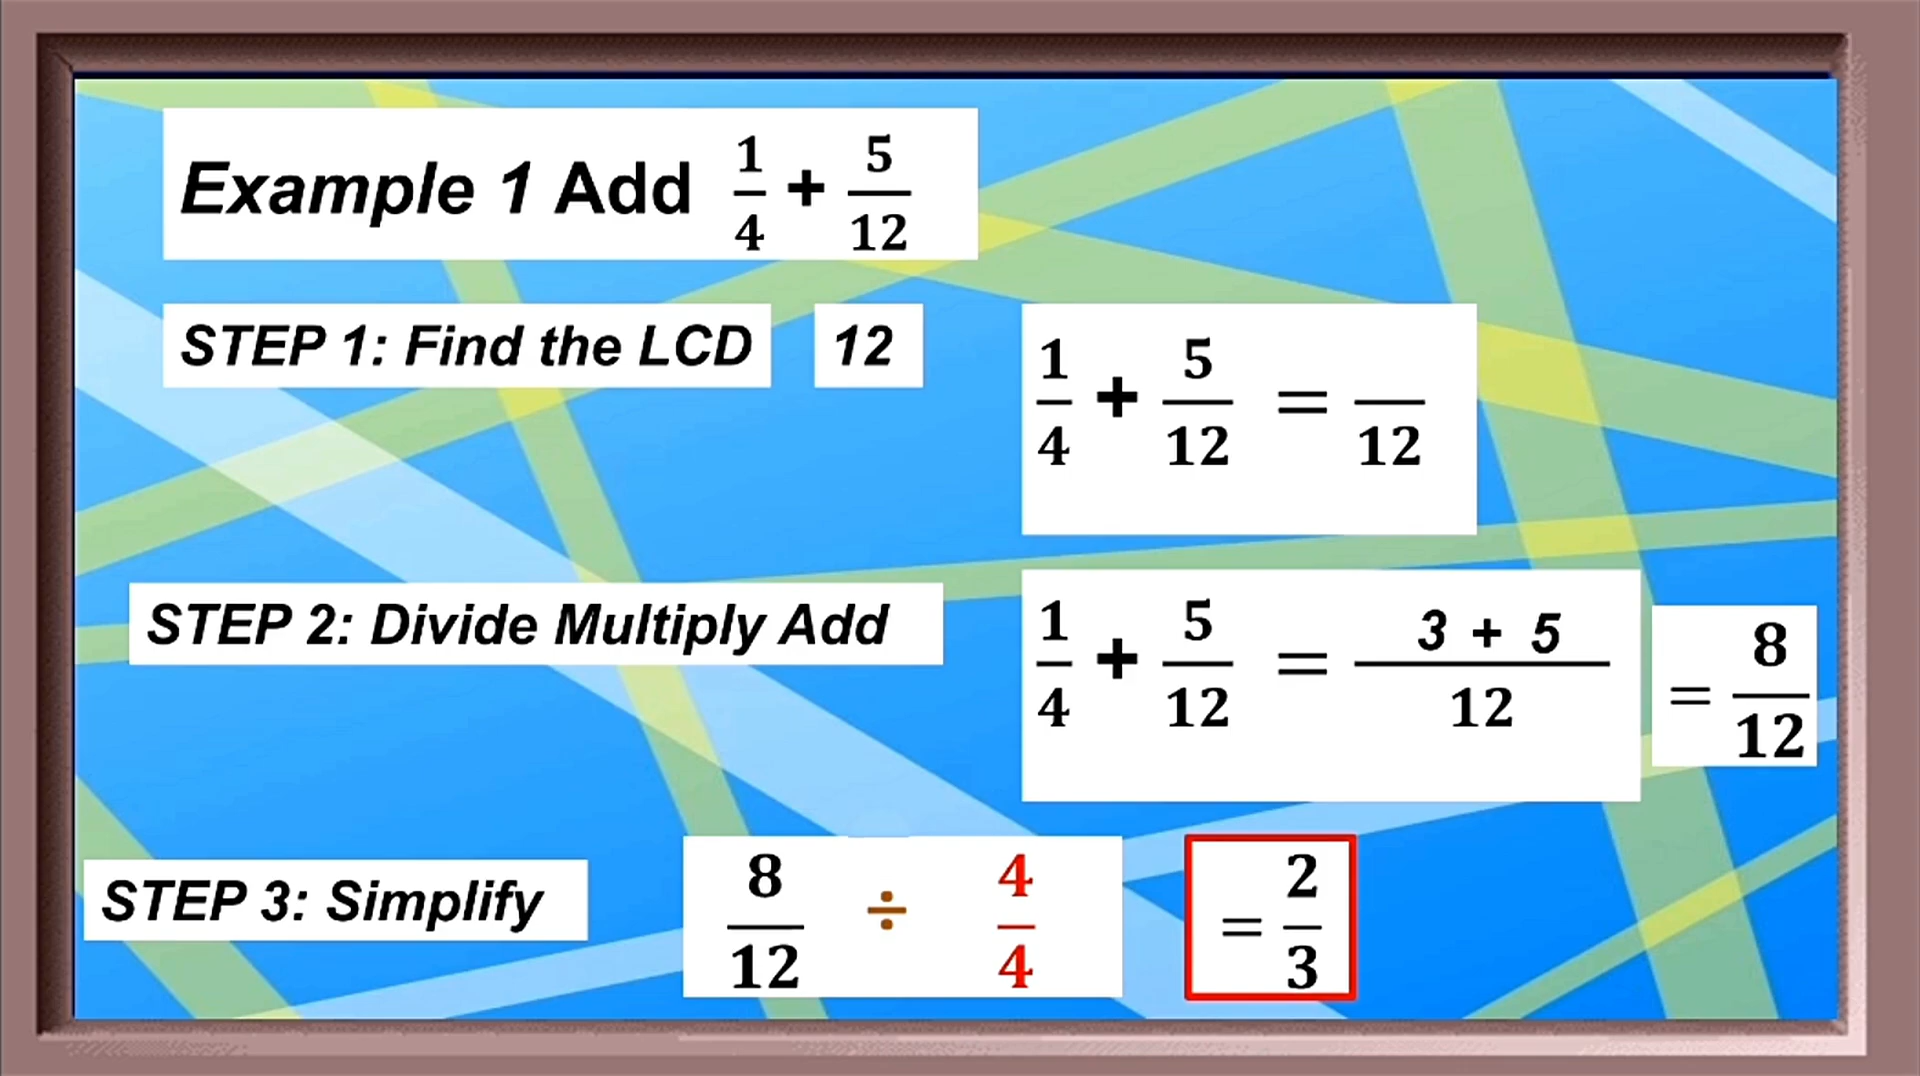 Example 1 Add 1/4 + 5/12
STEP 1: Find the LCD 12
1/4 + 5/12 = /12
STEP 2: Divide Multiply Add
1/4 + 5/12 = 3 + 5/12 = 8/12
STEP 3: Simplify
8/12 ÷ 4/4 = 2/3